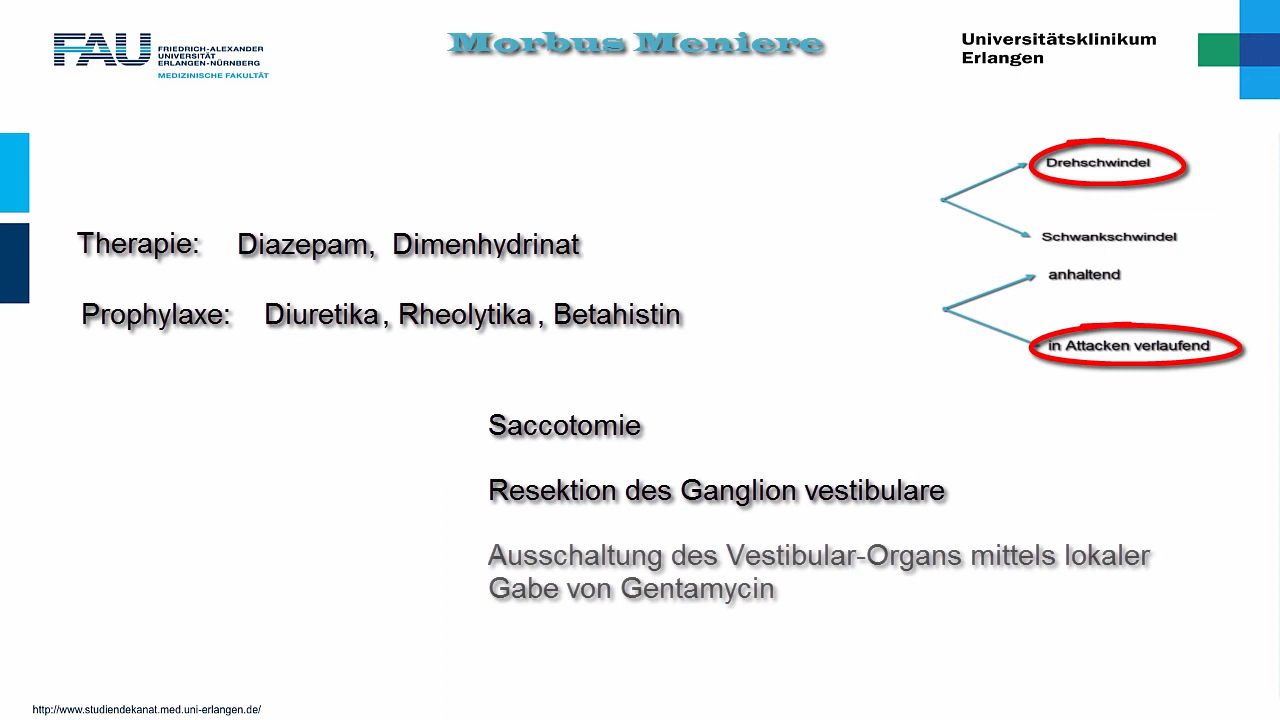 FAU
FRIEDRICH-ALEXANDER
UNIVERSITÄT
ERLANGEN-NÜRNBERG
MEDIZINISCHE FAKULTÄT
Morbus Meniere
Universitätsklinikum
Erlangen
Drehschwindel
Schwankschwindel
anhaltend
in Attacken verlaufend
Therapie: Diazepam, Dimenhydrinat
Prophylaxe: Diuretika, Rheolytika, Betahistin
Saccotomie
Resektion des Ganglion vestibulare
Ausschaltung des Vestibular-Organs mittels lokaler
Gabe von Gentamycin
http://www.studiendekanat.med.uni-erlangen.de/